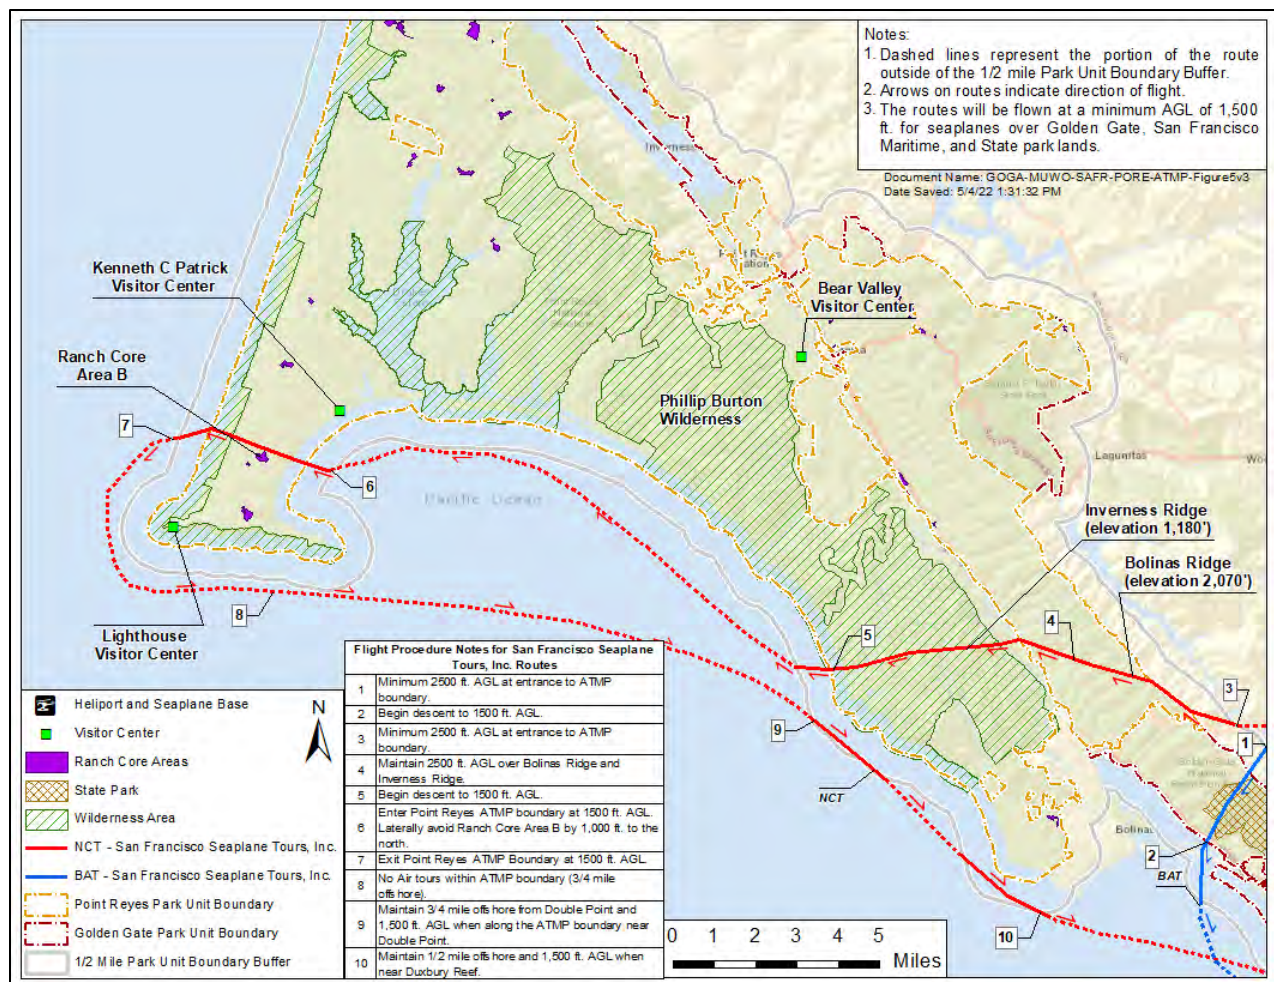 Notes:
1. Dashed lines represent the portion of the route
outside of the 1/2 mile Park Unit Boundary Buffer.
2. Arrows on routes indicate direction of flight.
3. The routes will be flown at a minimum AGL of 1,500
ft. for seaplanes over Golden Gate, San Francisco
Maritime, and State park lands.
Document Name: GOGA-MUWO-SAFR-PORE-ATMP-Figure5v3
Date Saved: 5/4/22 1:31:32 PM
Inverness
Kenneth C Patrick
Visitor Center
Bear Valley
Visitor Center
Ranch Core
Area B
Phillip Burton
Wilderness
7
6
Pacific Ocean
Lagunitas
Inverness Ridge
(elevation 1,180')
Bolinas Ridge
(elevation 2,070')
8
5
4
3
1
Lighthouse
Visitor Center
9
NCT
Bolinas
2
BAT
10
Flight Procedure Notes for San Francisco Seaplane
Tours, Inc. Routes
1 Minimum 2500 ft. AGL at entrance to ATMP
boundary.
2 Begin descent to 1500 ft. AGL.
3 Minimum 2500 ft. AGL at entrance to ATMP
boundary.
4 Maintain 2500 ft. AGL over Bolinas Ridge and
Inverness Ridge.
5 Begin descent to 1500 ft. AGL.
6 Enter Point Reyes ATMP boundary at 1500 ft. AGL.
Laterally avoid Ranch Core Area B by 1,000 ft. to the
north.
7 Exit Point Reyes ATMP Boundary at 1500 ft. AGL.
8 No Air tours within ATMP boundary (3/4 mile
offshore).
9 Maintain 3/4 mile offshore from Double Point and
1,500 ft. AGL when along the ATMP boundary near
Double Point.
10 Maintain 1/2 mile offshore and 1,500 ft. AGL when
near Duxbury Reef.
Heliport and Seaplane Base
N
Visitor Center
Ranch Core Areas
State Park
Wilderness Area
NCT - San Francisco Seaplane Tours, Inc.
BAT - San Francisco Seaplane Tours, Inc.
Point Reyes Park Unit Boundary
Golden Gate Park Unit Boundary
1/2 Mile Park Unit Boundary Buffer
0 1 2 3 4 5
Miles